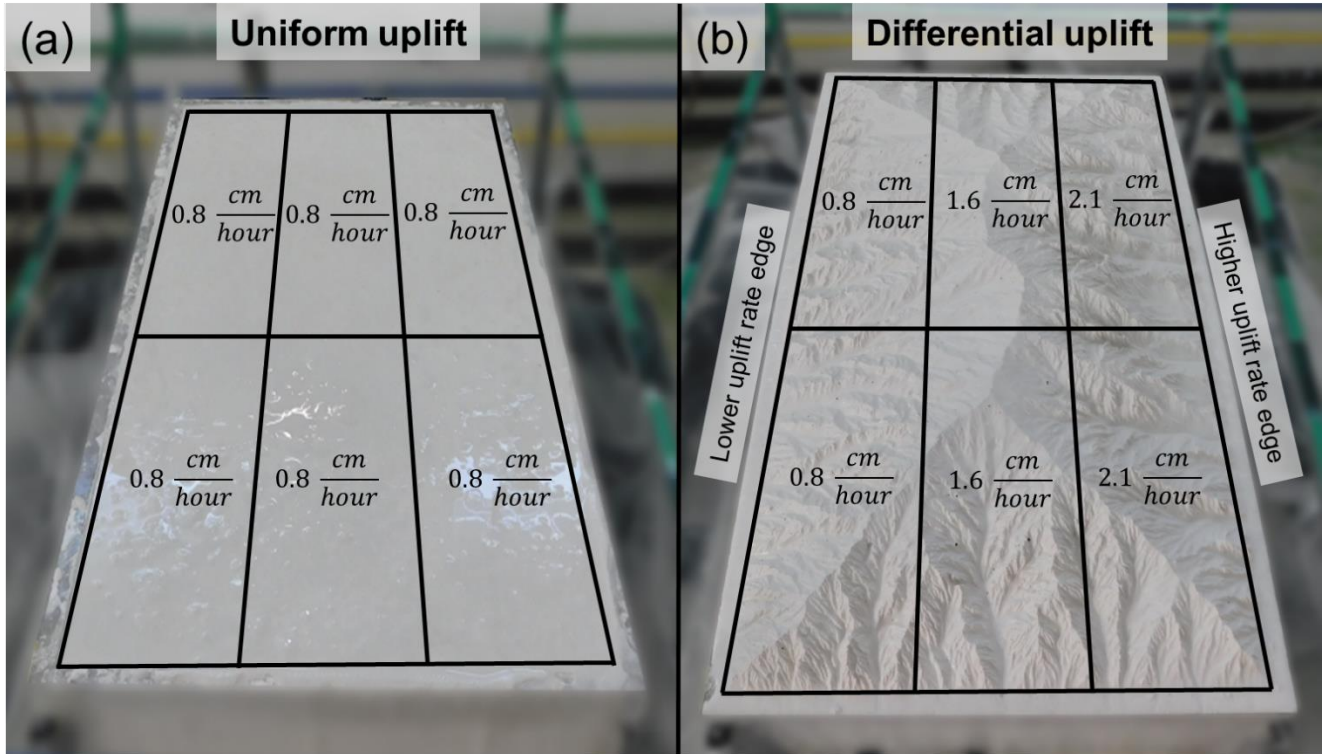 (a)
Uniform uplift
0.8 cm/hour 0.8 cm/hour 0.8 cm/hour
0.8 cm/hour 0.8 cm/hour 0.8 cm/hour
(b)
Differential uplift
Lower uplift rate edge
0.8 cm/hour 1.6 cm/hour 2.1 cm/hour
0.8 cm/hour 1.6 cm/hour 2.1 cm/hour
Higher uplift rate edge